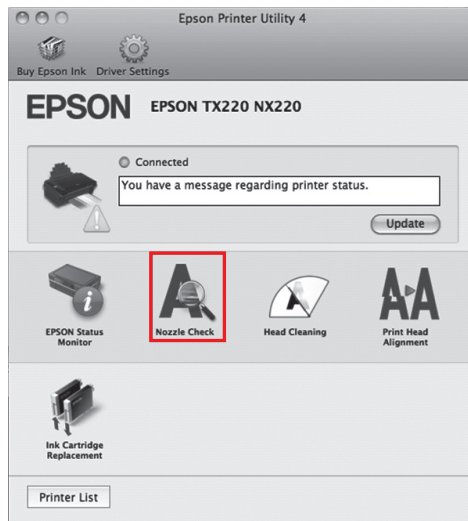 Epson Printer Utility 4
Buy Epson Ink Driver Settings
EPSON EPSON TX220 NX220
Connected
You have a message regarding printer status.
Update
EPSON Status
Monitor
Nozzle Check
Head Cleaning
Print Head
Alignment
Ink Cartridge
Replacement
Printer List